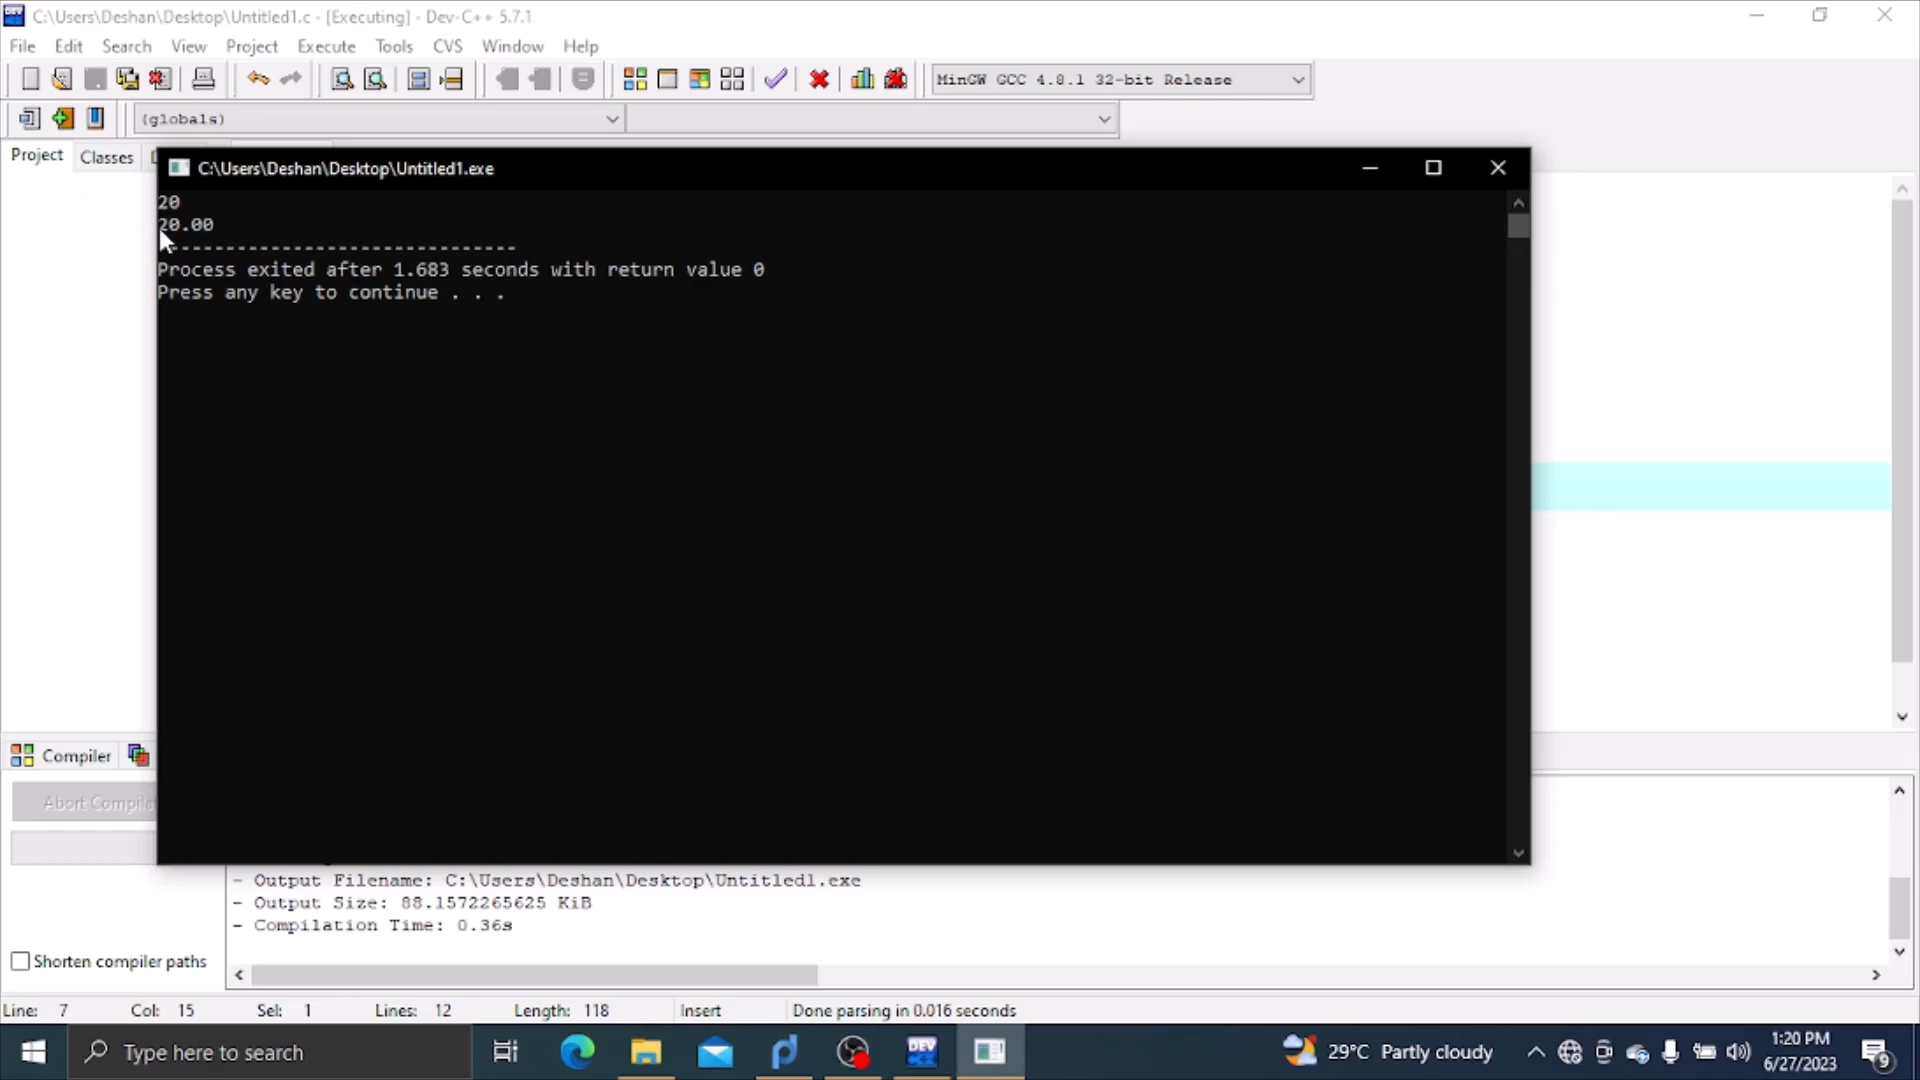 C:\Users\Deshan\Desktop\Untitled1.c - [Executing] - Dev-C++ 5.7.1
File Edit Search View Project Execute Tools CVS Window Help
MinGW GCC 4.8.1 32-bit Release
(globals)
Project Classes
C:\Users\Deshan\Desktop\Untitled1.exe
20
20.00
--------------------------------
Process exited after 1.683 seconds with return value 0
Press any key to continue . . .
Compiler
Abort Compilat
- Output Filename: C:\Users\Deshan\Desktop\Untitled1.exe
- Output Size: 88.1572265625 KiB
- Compilation Time: 0.36s
Shorten compiler paths
Line: 7 Col: 15 Sel: 1 Lines: 12 Length: 118 Insert Done parsing in 0.016 seconds
Type here to search
DEV
29°C Partly cloudy
1:20 PM
6/27/2023
9